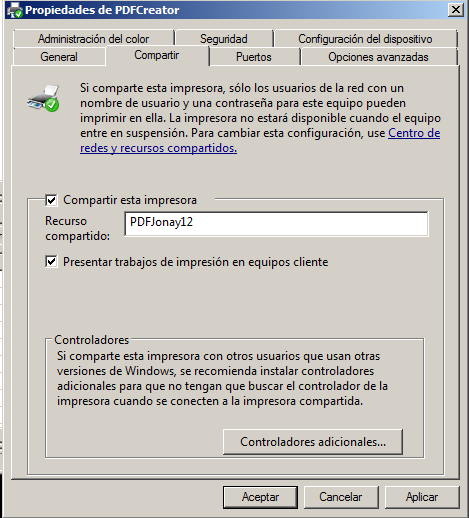 Propiedades de PDFCreator
Administración del color
Seguridad
Configuración del dispositivo
General
Compartir
Puertos
Opciones avanzadas
Si comparte esta impresora, sólo los usuarios de la red con un
nombre de usuario y una contraseña para este equipo pueden
imprimir en ella. La impresora no estará disponible cuando el equipo
entre en suspensión. Para cambiar esta configuración, use Centro de
redes y recursos compartidos.
Compartir esta impresora
Recurso
compartido:
PDFJonay12
Presentar trabajos de impresión en equipos cliente
Controladores
Si comparte esta impresora con otros usuarios que usan otras
versiones de Windows, se recomienda instalar controladores
adicionales para que no tengan que buscar el controlador de la
impresora cuando se conecten a la impresora compartida.
Controladores adicionales...
Aceptar
Cancelar
Aplicar